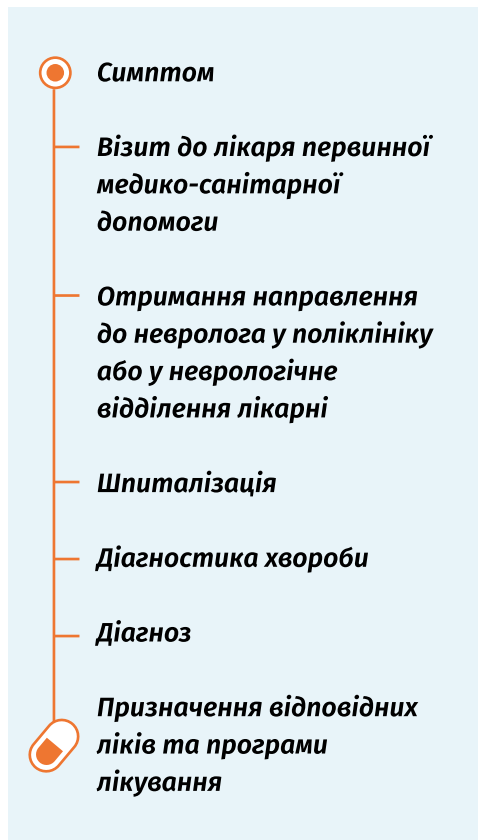 Симптом
Візит до лікаря первинної
медико-санітарної
допомоги
Отримання направлення
до невролога у поліклініку
або у неврологічне
відділення лікарні
Шпиталізація
Діагностика хвороби
Діагноз
Призначення відповідних
ліків та програми
лікування